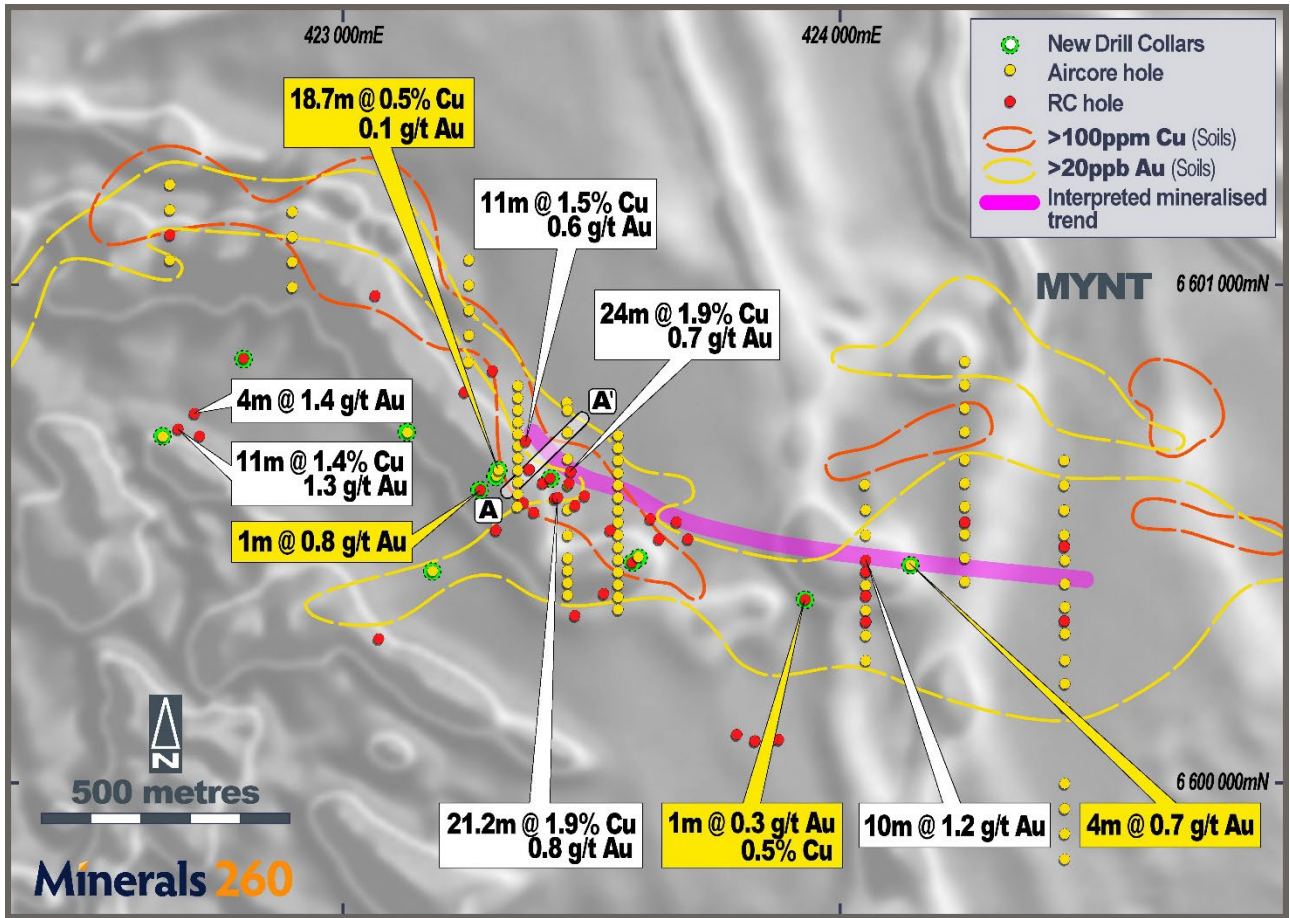 423 000mE
424 000mE
New Drill Collars
Aircore hole
RC hole
>100ppm Cu (Soils)
>20ppb Au (Soils)
Interpreted mineralised
trend
18.7m @ 0.5% Cu
0.1 g/t Au
11m @ 1.5% Cu
0.6 g/t Au
MYNT
6 601 000mN
24m @ 1.9% Cu
0.7 g/t Au
4m @ 1.4 g/t Au
A'
11m @ 1.4% Cu
1.3 g/t Au
A
1m @ 0.8 g/t Au
N
500 metres
6 600 000mN
21.2m @ 1.9% Cu
0.8 g/t Au
1m @ 0.3 g/t Au
0.5% Cu
10m @ 1.2 g/t Au
4m @ 0.7 g/t Au
Minerals 260